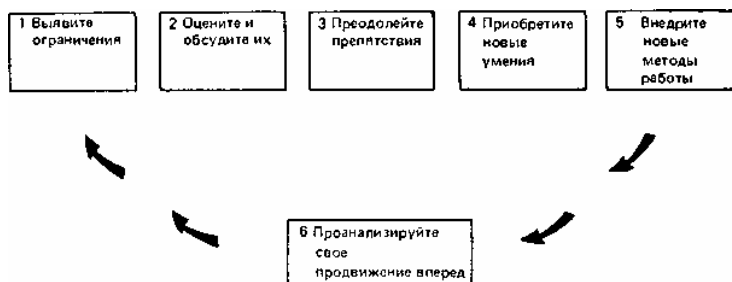 1 Выявите
ограничения
2 Оцените и
обсудите их
3 Преодолейте
препятствия
4 Приобретите
новые
умения
5 Внедрите
новые
методы
работы
6 Проанализируйте
свое
продвижение вперед